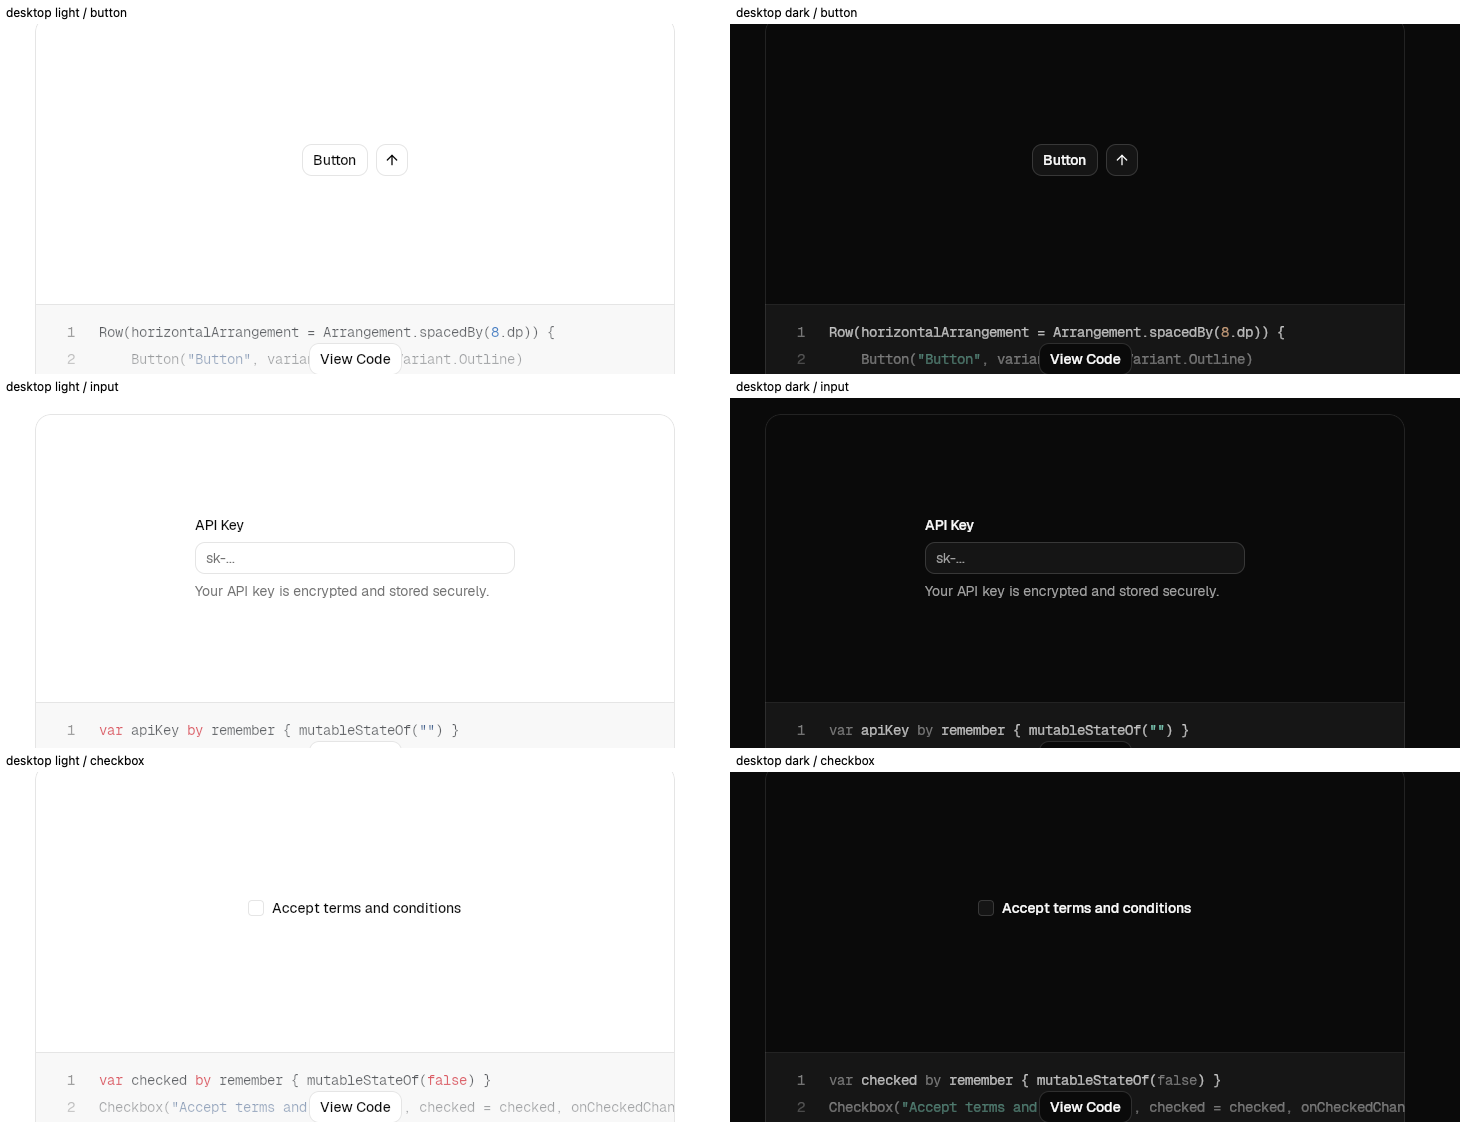 desktop light / button
Button
1 Row(horizontalArrangement = Arrangement.spacedBy(8.dp)) {
2 Button("Button", varia View Code ariant.Outline)
desktop dark / button
Button
1 Row(horizontalArrangement = Arrangement.spacedBy(8.dp)) {
2 Button("Button", varia View Code ariant.Outline)
desktop light / input
API Key
sk-...
Your API key is encrypted and stored securely.
1 var apiKey by remember { mutableStateOf("") }
desktop dark / input
API Key
sk-...
Your API key is encrypted and stored securely.
1 var apiKey by remember { mutableStateOf("") }
desktop light / checkbox
Accept terms and conditions
1 var checked by remember { mutableStateOf(false) }
2 Checkbox("Accept terms and View Code , checked = checked, onCheckedChan
desktop dark / checkbox
Accept terms and conditions
1 var checked by remember { mutableStateOf(false) }
2 Checkbox("Accept terms and View Code , checked = checked, onCheckedChan